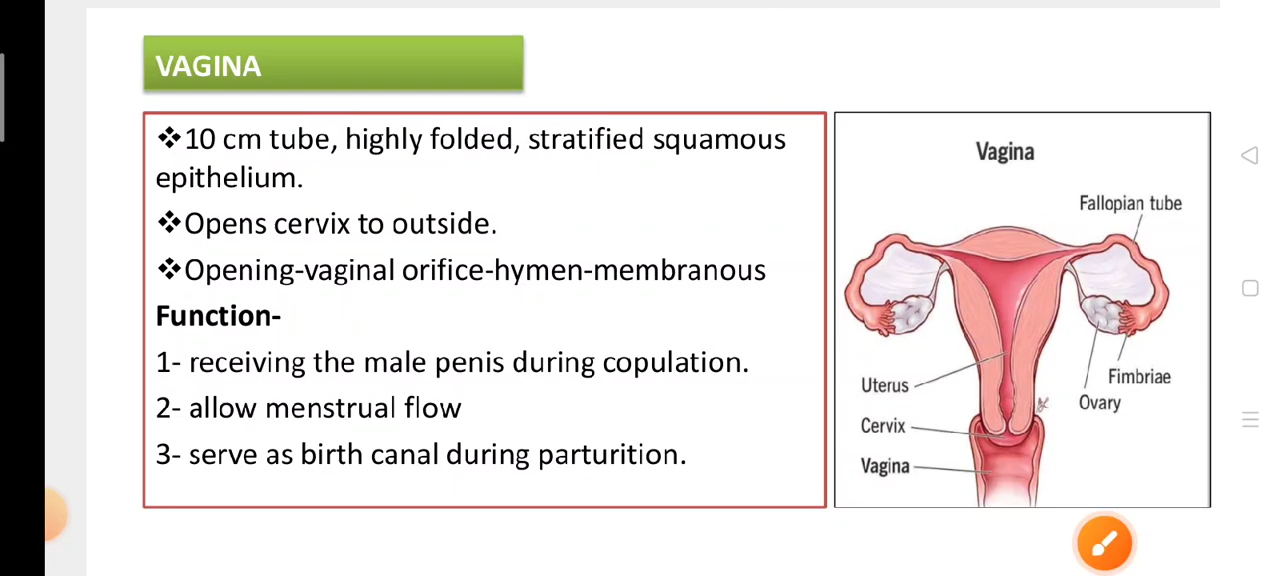 VAGINA
❖10 cm tube, highly folded, stratified squamous
epithelium.
❖Opens cervix to outside.
❖Opening-vaginal orifice-hymen-membranous
Function-
1- receiving the male penis during copulation.
2- allow menstrual flow
3- serve as birth canal during parturition.
Vagina
Fallopian tube
Uterus
Fimbriae
Ovary
Cervix
Vagina